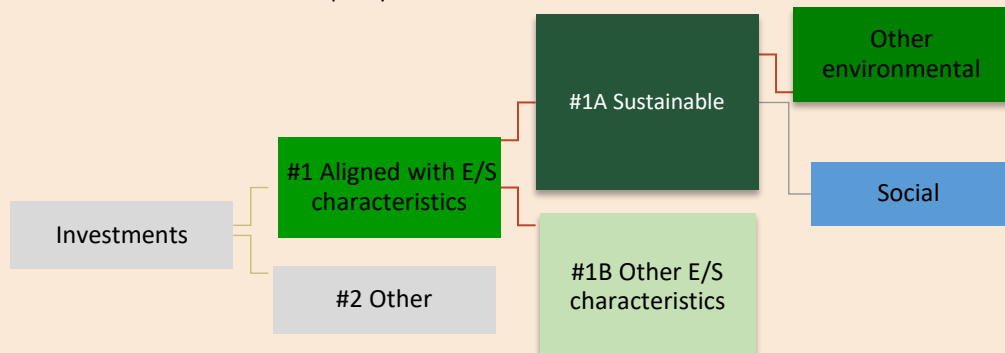 Other
environmental
#1A Sustainable
#1 Aligned with E/S
characteristics
Social
Investments
#1B Other E/S
characteristics
#2 Other